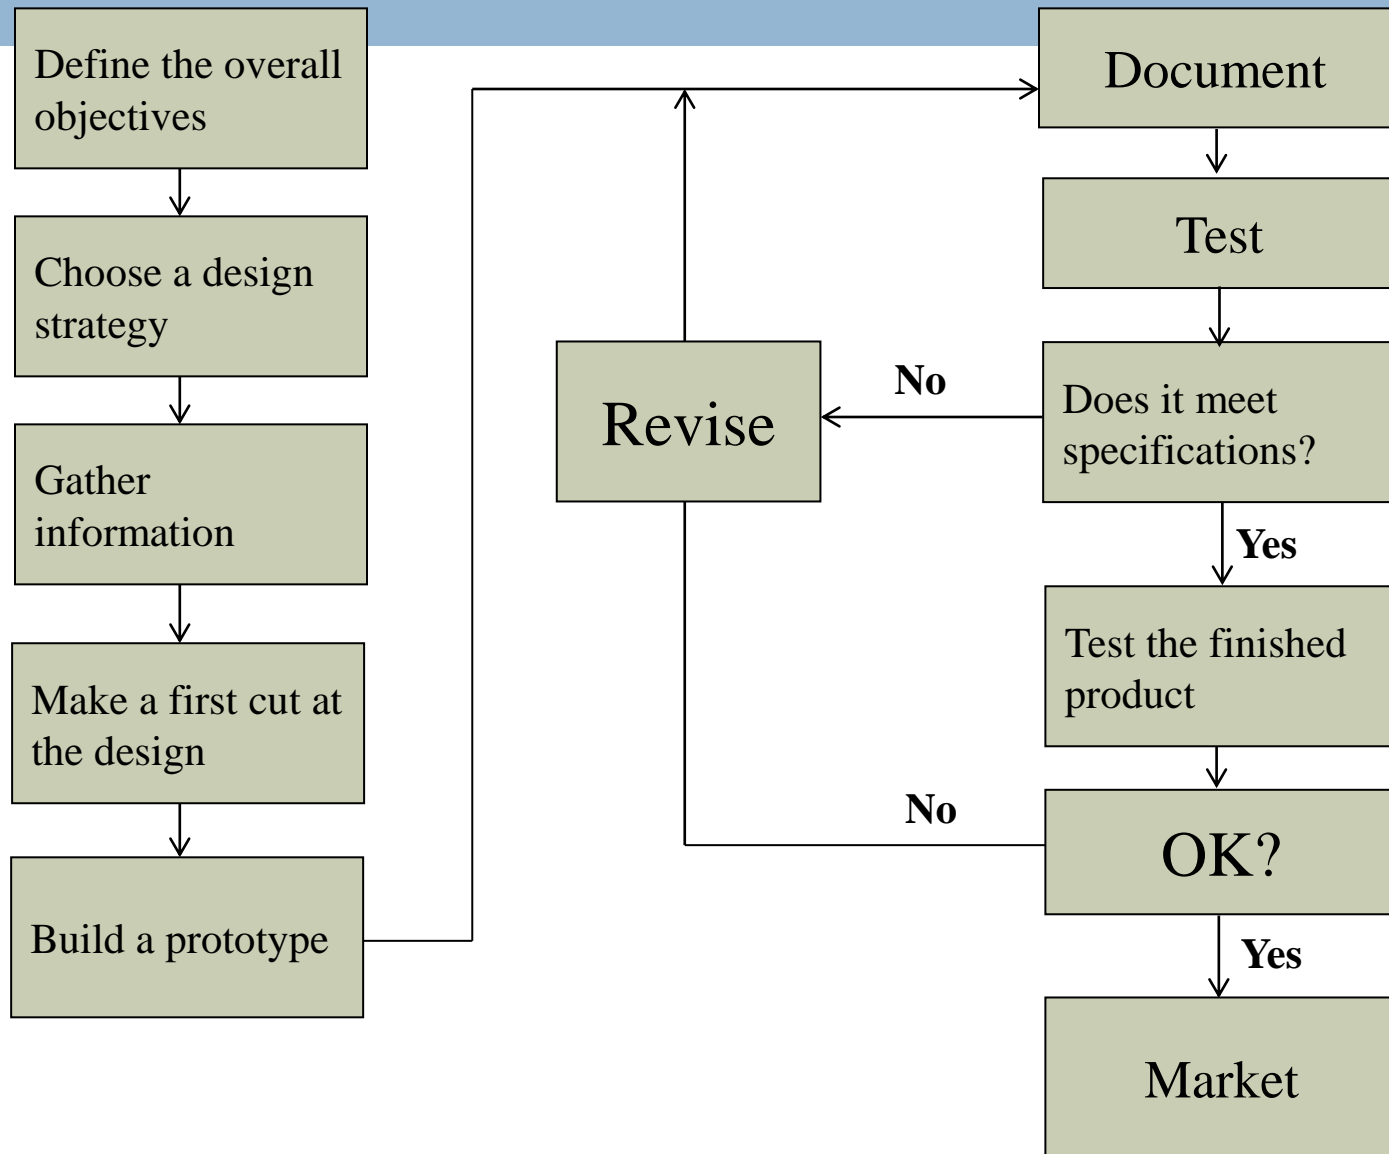 Define the overall
objectives
Choose a design
strategy
Gather
information
Make a first cut at
the design
Build a prototype
Document
Test
Does it meet
specifications?
No
Revise
Yes
Test the finished
product
OK?
No
Yes
Market